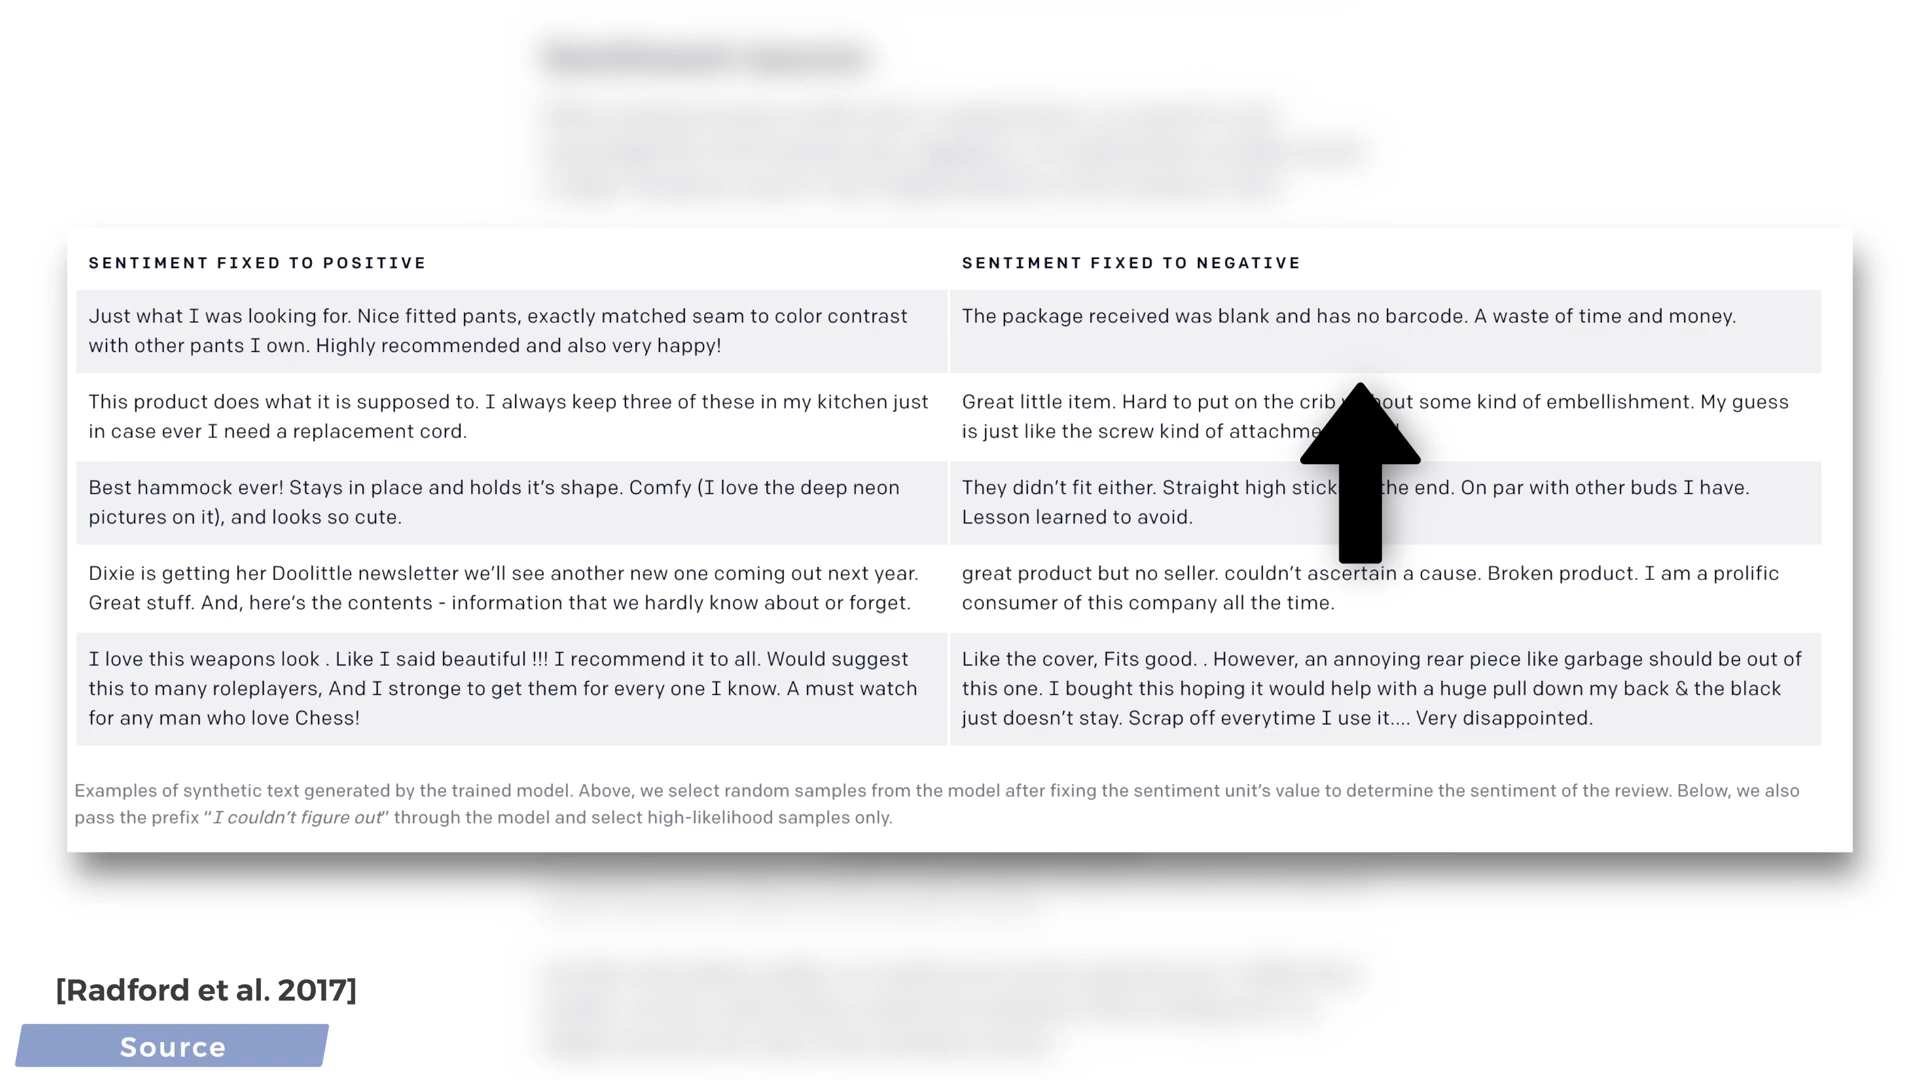 SENTIMENT FIXED TO POSITIVE
SENTIMENT FIXED TO NEGATIVE
Just what I was looking for. Nice fitted pants, exactly matched seam to color contrast
with other pants I own. Highly recommended and also very happy!
The package received was blank and has no barcode. A waste of time and money.
This product does what it is supposed to. I always keep three of these in my kitchen just
in case ever I need a replacement cord.
Great little item. Hard to put on the crib some kind of embellishment. My guess
is just like the screw kind of
Best hammock ever! Stays in place and holds it's shape. Comfy (I love the deep neon
pictures on it), and looks so cute.
They didn't fit either. Straight high the end. On par with other buds I have.
Lesson learned to avoid.
Dixie is getting her Doolittle newsletter we'll see another new one coming out next year.
Great stuff. And, here's the contents - information that we hardly know about or forget.
great product but no seller. couldn't ascertain a cause. Broken product. I am a prolific
consumer of this company all the time.
I love this weapons look . Like I said beautiful !!! I recommend it to all. Would suggest
this to many roleplayers, And I stronge to get them for every one I know. A must watch
for any man who love Chess!
Like the cover, Fits good. . However, an annoying rear piece like garbage should be out of
this one. I bought this hoping it would help with a huge pull down my back & the black
just doesn't stay. Scrap off everytime I use it.... Very disappointed.
Examples of synthetic text generated by the trained model. Above, we select random samples from the model after fixing the sentiment unit's value to determine the sentiment of the review. Below, we also
pass the prefix "I couldn't figure out" through the model and select high-likelihood samples only.
[Radford et al. 2017]
Source